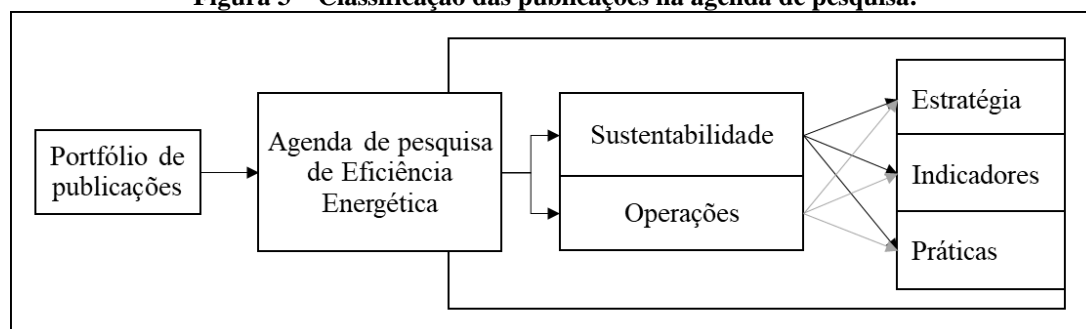 Figura 3 – Classificação das publicações na agenda de pesquisa.
Portfólio de
publicações
Agenda de pesquisa
de Eficiência
Energética
Sustentabilidade
Operações
Estratégia
Indicadores
Práticas